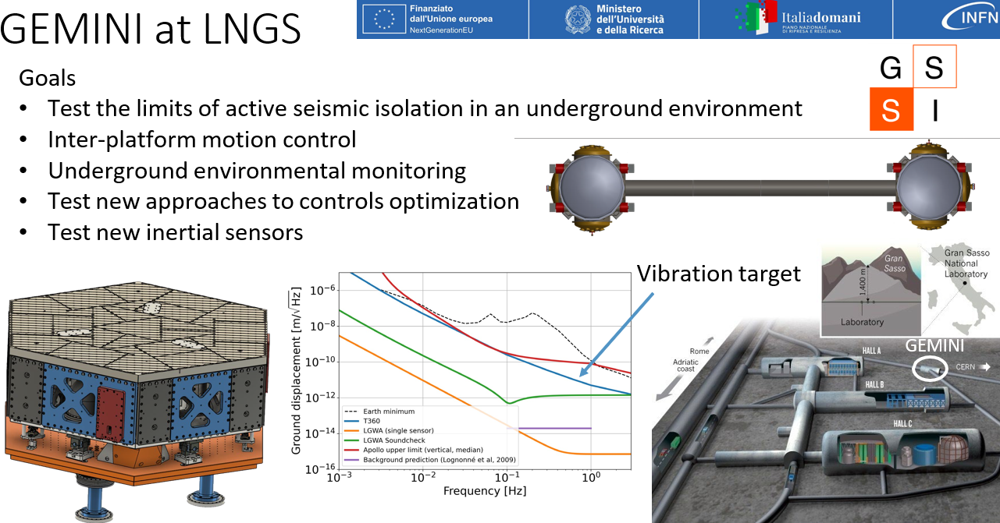 GEMINI at LNGS
Finanziato
dall'Unione europea
NextGenerationEU
Ministero
dell'Università
e della Ricerca
Italiadomani
PIANO NAZIONALE
DI RIPRESA E RESILIENZA
INFN
G S
S I
Goals
• Test the limits of active seismic isolation in an underground environment
• Inter-platform motion control
• Underground environmental monitoring
• Test new approaches to controls optimization
• Test new inertial sensors
Vibration target
Ground displacement [m/√Hz]
10⁻⁶
10⁻⁸
10⁻¹⁰
10⁻¹²
10⁻¹⁴
10⁻¹⁶
Earth minimum
T360
LGWA (single sensor)
LGWA Soundcheck
Apollo upper limit (vertical, median)
Background prediction (Lognonné et al, 2009)
10⁻³ 10⁻² 10⁻¹ 10⁰
Frequency [Hz]
Gran
Sasso
1,400 m
Laboratory
Gran Sasso
National
Laboratory
GEMINI
Rome
Adriatic
coast
HALL A
CERN
HALL B
HALL C